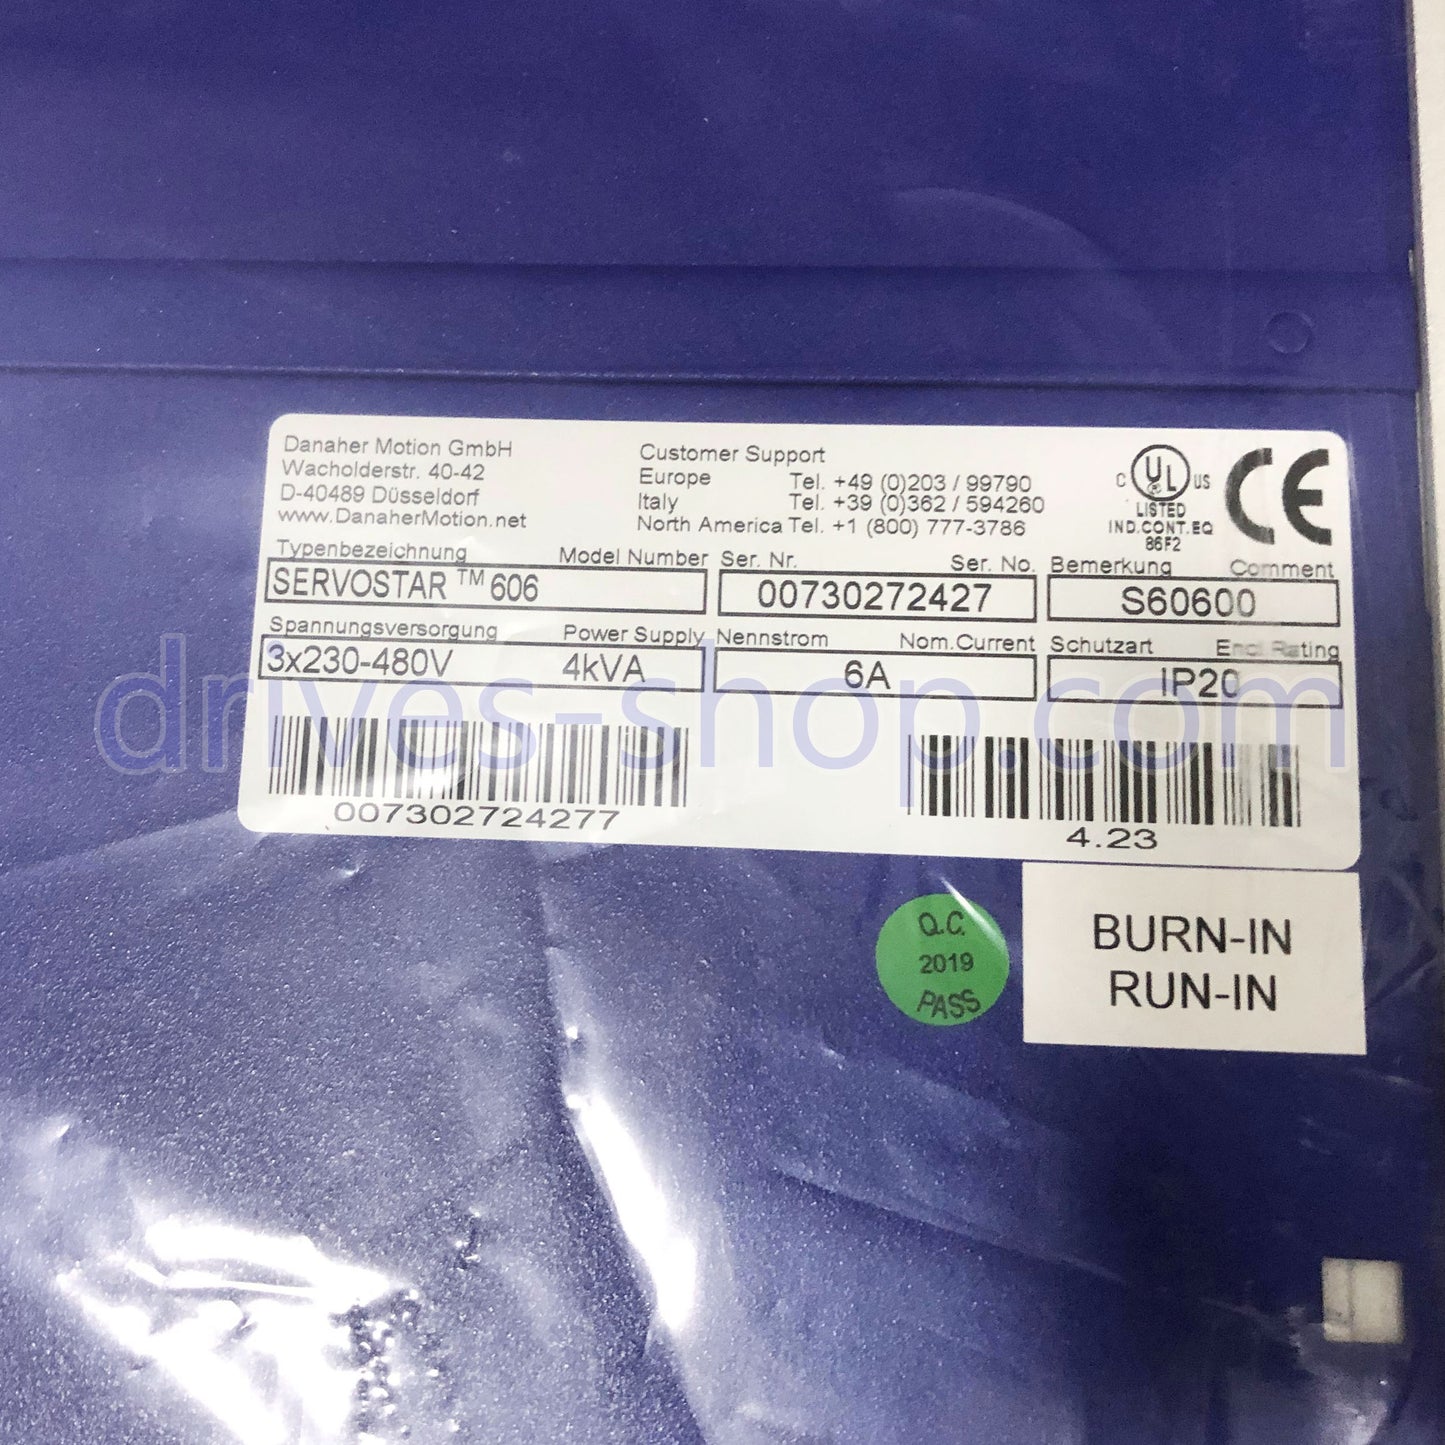 Danaher Motion GmbH
Wacholderstr. 40-42
D-40489 Düsseldorf
www.DanaherMotion.net
Customer Support
Europe Tel. +49 (0)203 / 99790
Italy Tel. +39 (0)362 / 594260
North America Tel. +1 (800) 777-3786
C UL US
®
LISTED
IND.CONT.EQ
86F2
CE
Typenbezeichnung Model Number
SERVOSTAR ™ 606
Ser. Nr. Ser. No.
00730272427
Bemerkung Comment
S60600
Spannungsversorgung Power Supply
3x230-480V 4kVA
Nennstrom Nom.Current
6A
Schutzart Encl.Rating
IP20
drives-shop.com
007302724277
4.23
Q.C.
2019
PASS
BURN-IN
RUN-IN